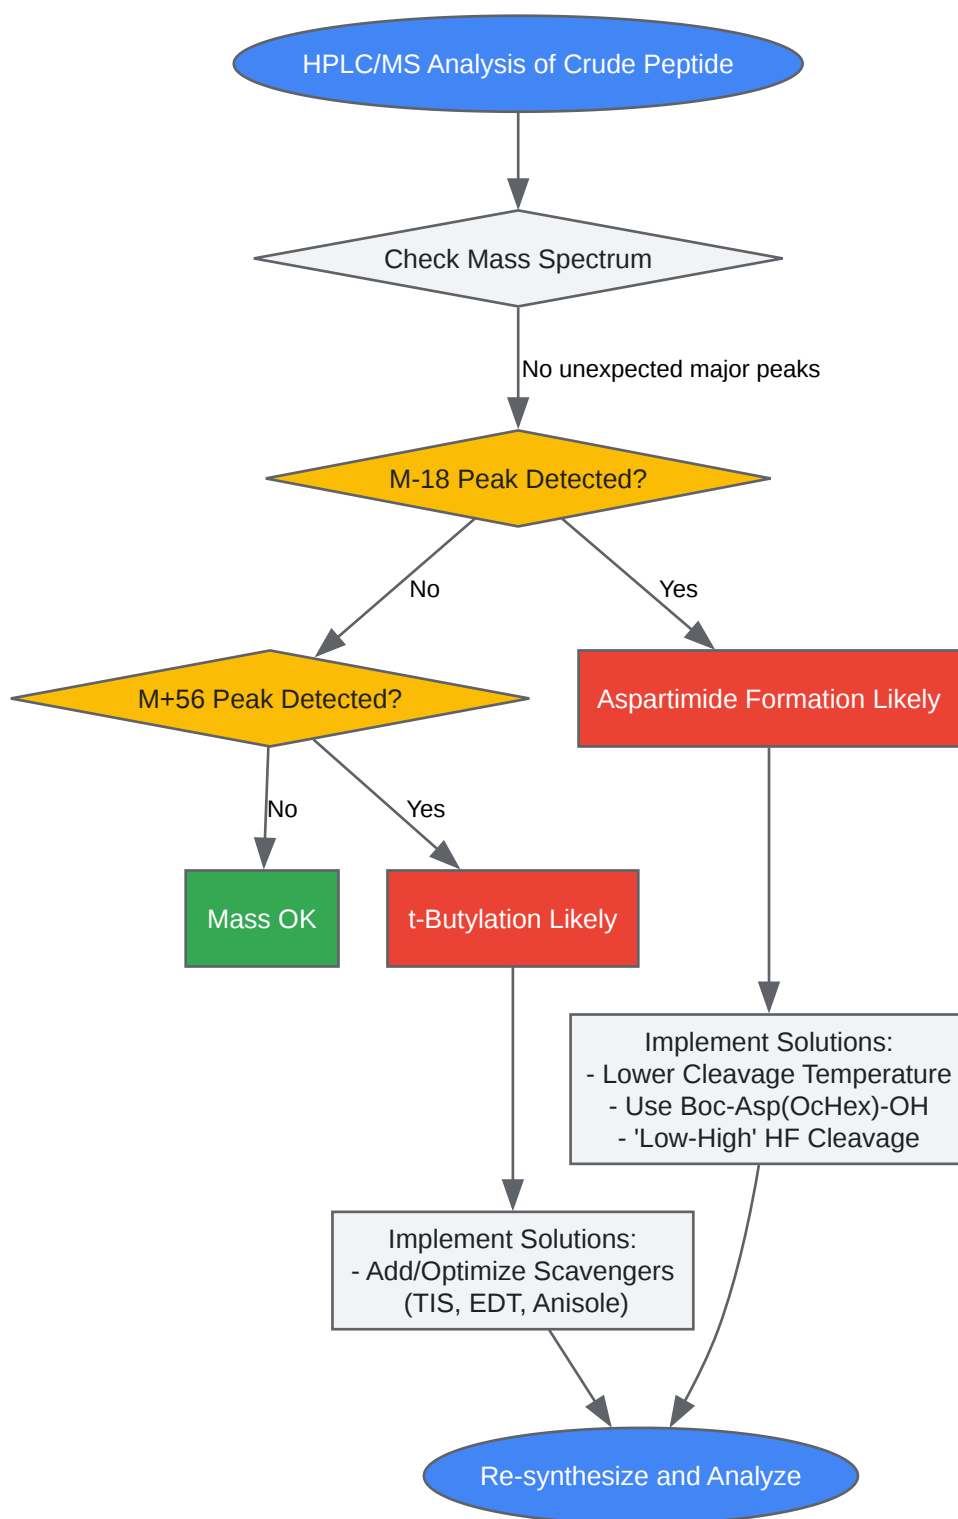 HPLC/MS Analysis of Crude Peptide
Check Mass Spectrum
No unexpected major peaks
M-18 Peak Detected?
No
Yes
M+56 Peak Detected?
Aspartimide Formation Likely
No
Yes
Mass OK
t-Butylation Likely
Implement Solutions:
- Lower Cleavage Temperature
- Use Boc-Asp(OcHex)-OH
- 'Low-High' HF Cleavage
Implement Solutions:
- Add/Optimize Scavengers
(TIS, EDT, Anisole)
Re-synthesize and Analyze